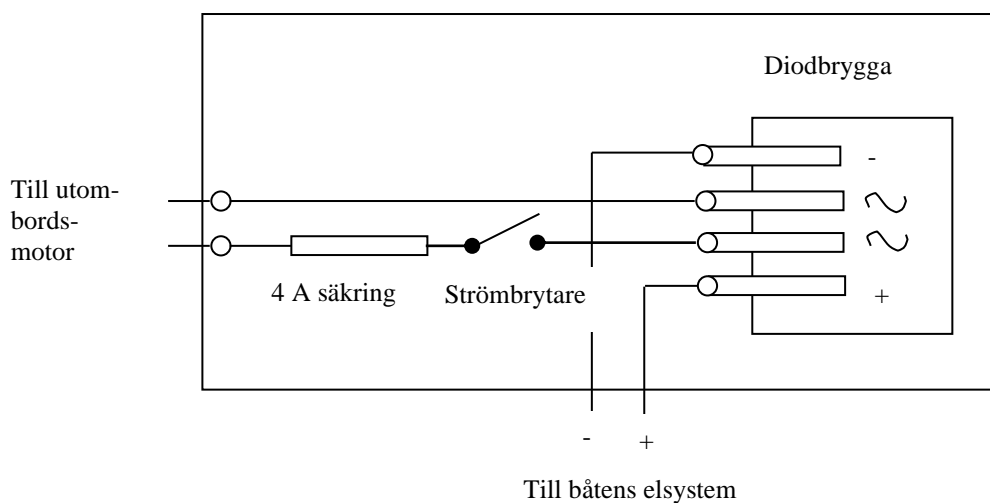 Diodbrygga
-
Till utom-
bords-
motor
+
4 A säkring
Strömbrytare
- +
Till båtens elsystem